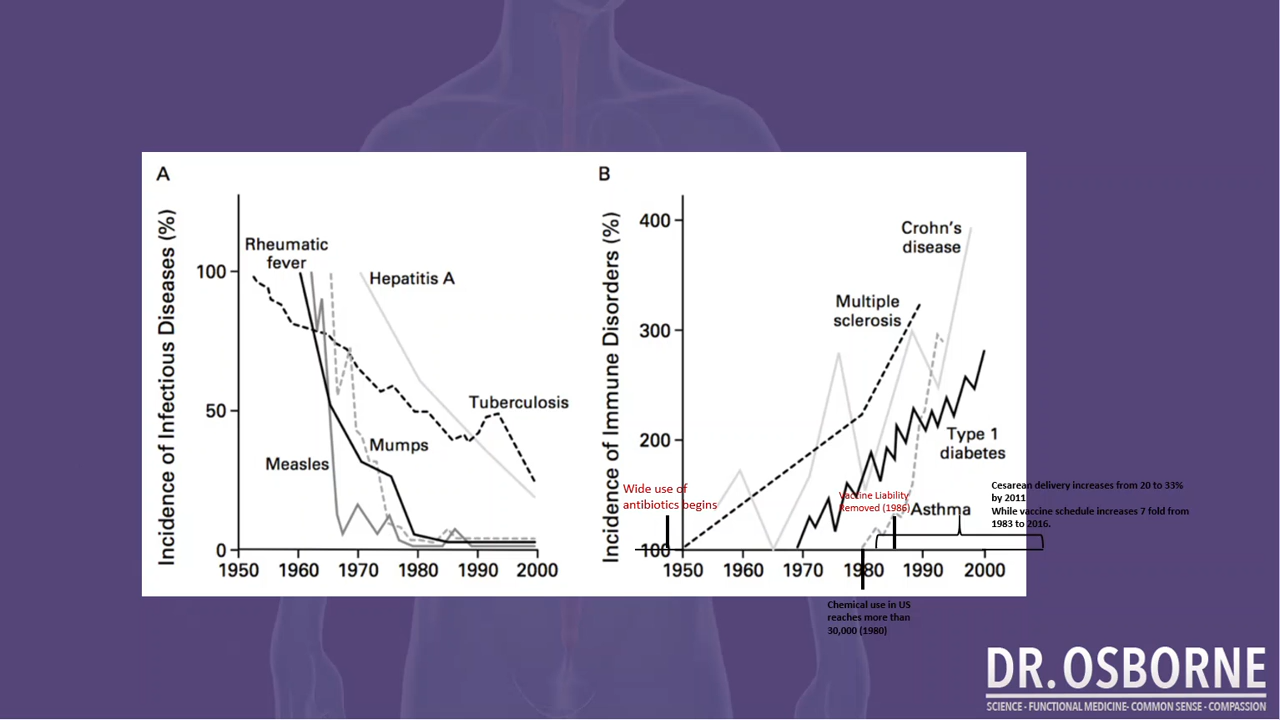 A
Incidence of Infectious Diseases (%)
100
50
0
Rheumatic
fever
Hepatitis A
Tuberculosis
Mumps
Measles
1950 1960 1970 1980 1990 2000
B
Incidence of Immune Disorders (%)
400
300
200
100
Crohn's
disease
Multiple
sclerosis
Type 1
diabetes
Asthma
Wide use of
antibiotics begins
Vaccine Liability
Removed (1986)
Cesarean delivery increases from 20 to 33%
by 2011
While vaccine schedule increases 7 fold from
1983 to 2016.
1950 1960 1970 1980 1990 2000
Chemical use in US
reaches more than
30,000 (1980)
DR. OSBORNE
SCIENCE - FUNCTIONAL MEDICINE- COMMON SENSE - COMPASSION